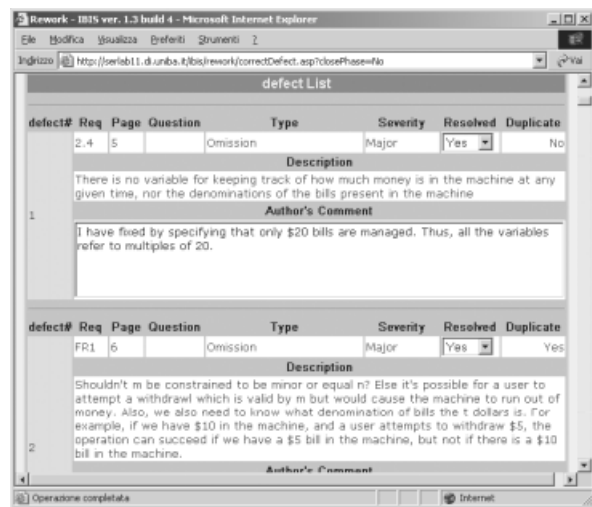 Rework - IBIS ver. 1.3 build 4 - Microsoft Internet Explorer
File Modifica Visualizza Preferiti Strumenti ?
Indirizzo http://serlab11.di.uniba.it/ibis/rework/correctDefect.asp?closePhase=No Vai
defect List
defect# Req Page Question Type Severity Resolved Duplicate
2.4 5 Omission Major Yes No
Description
There is no variable for keeping track of how much money is in the machine at any
given time, nor the denominations of the bills present in the machine
Author's Comment
1
I have fixed by specifying that only $20 bills are managed. Thus, all the variables
refer to multiples of 20.
defect# Req Page Question Type Severity Resolved Duplicate
FR1 6 Omission Major Yes Yes
Description
Shouldn't m be constrained to be minor or equal n? Else it's possible for a user to
attempt a withdrawl which is valid by m but would cause the machine to run out of
money. Also, we also need to know what denomination of bills the t dollars is. For
example, if we have $10 in the machine, and a user attempts to withdraw $5, the
operation can succeed if we have a $5 bill in the machine, but not if there is a $10
bill in the machine.
2
Author's Comment
Operazione completata Internet